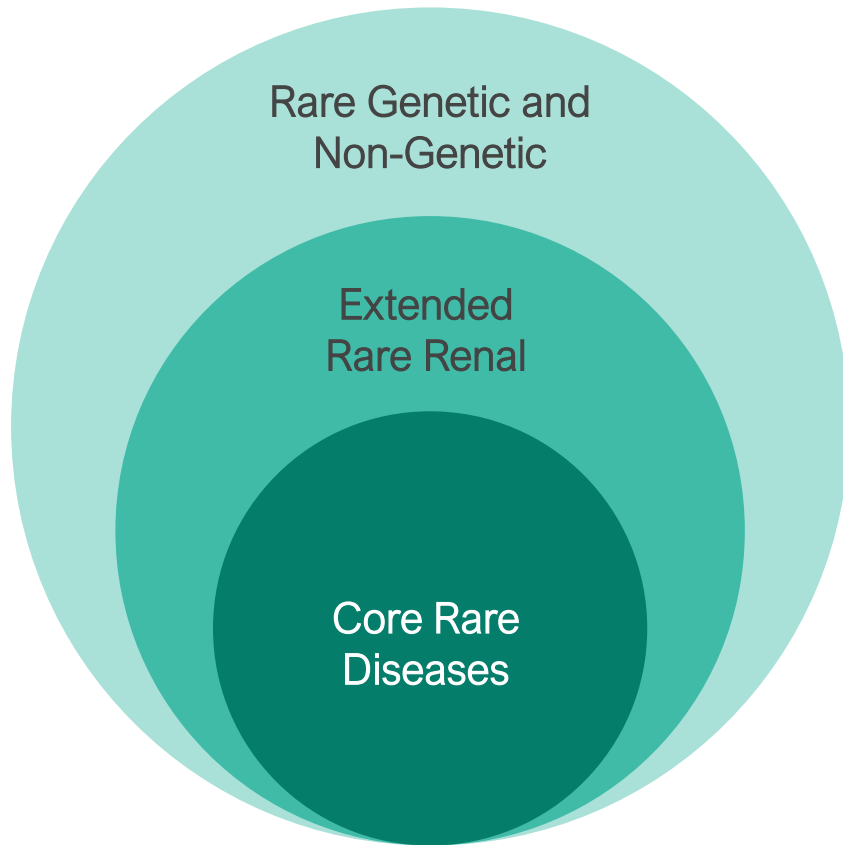 Rare Genetic and
Non-Genetic
Extended
Rare Renal
Core Rare
Diseases